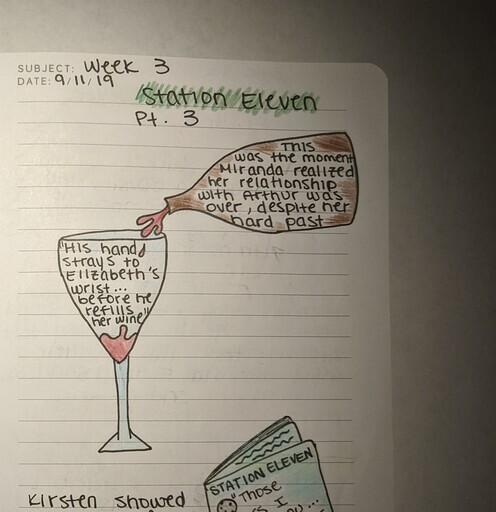 SUBJECT: Week 3
DATE: 9/11/19
Station Eleven
Pt. 3
This
was the moment
Miranda realized
her relationship
with Arthur was
over, despite her
hard past
"His hand
strays to
Elizabeth's
wrist...
before he
refills
her wine"
STATION ELEVEN
"Those
I
Kirsten showed